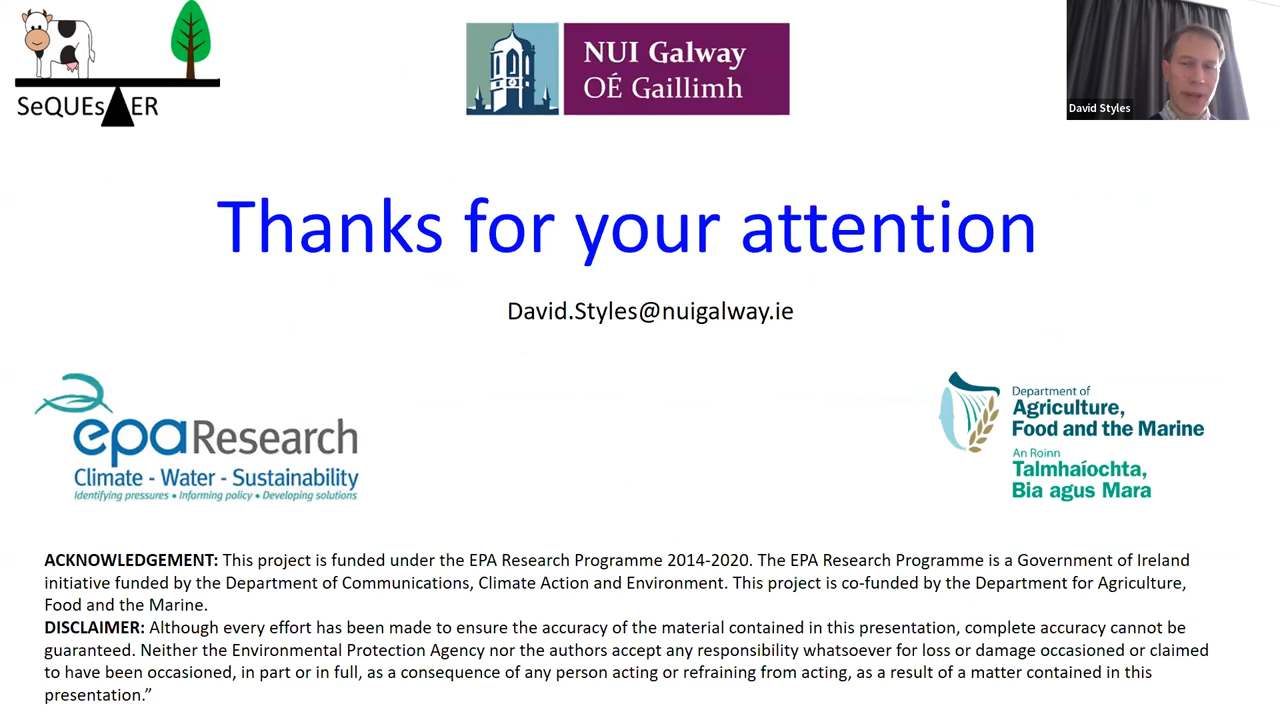 SeQUEsTER
NUI Galway
OÉ Gaillimh
David Styles
Thanks for your attention
David.Styles@nuigalway.ie
epaResearch
Climate - Water - Sustainability
Identifying pressures • Informing policy • Developing solutions
Department of
Agriculture,
Food and the Marine
An Roinn
Talmhaíochta,
Bia agus Mara
ACKNOWLEDGEMENT: This project is funded under the EPA Research Programme 2014-2020. The EPA Research Programme is a Government of Ireland
initiative funded by the Department of Communications, Climate Action and Environment. This project is co-funded by the Department for Agriculture,
Food and the Marine.
DISCLAIMER: Although every effort has been made to ensure the accuracy of the material contained in this presentation, complete accuracy cannot be
guaranteed. Neither the Environmental Protection Agency nor the authors accept any responsibility whatsoever for loss or damage occasioned or claimed
to have been occasioned, in part or in full, as a consequence of any person acting or refraining from acting, as a result of a matter contained in this
presentation.”